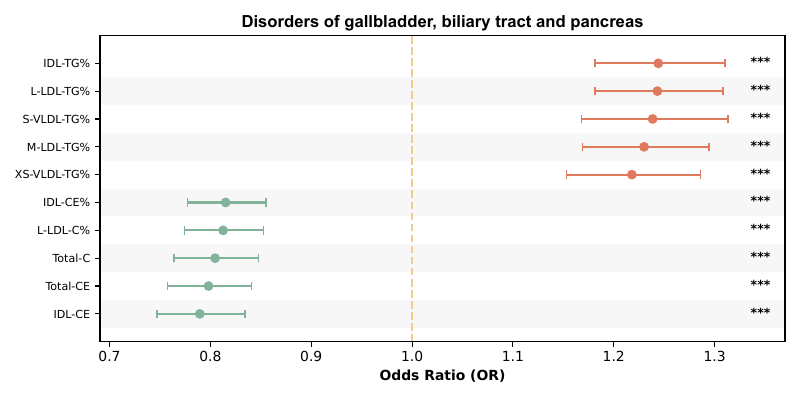 Disorders of gallbladder, biliary tract and pancreas
IDL-TG% ***
L-LDL-TG% ***
S-VLDL-TG% ***
M-LDL-TG% ***
XS-VLDL-TG% ***
IDL-CE% ***
L-LDL-C% ***
Total-C ***
Total-CE ***
IDL-CE ***
0.7 0.8 0.9 1.0 1.1 1.2 1.3
Odds Ratio (OR)